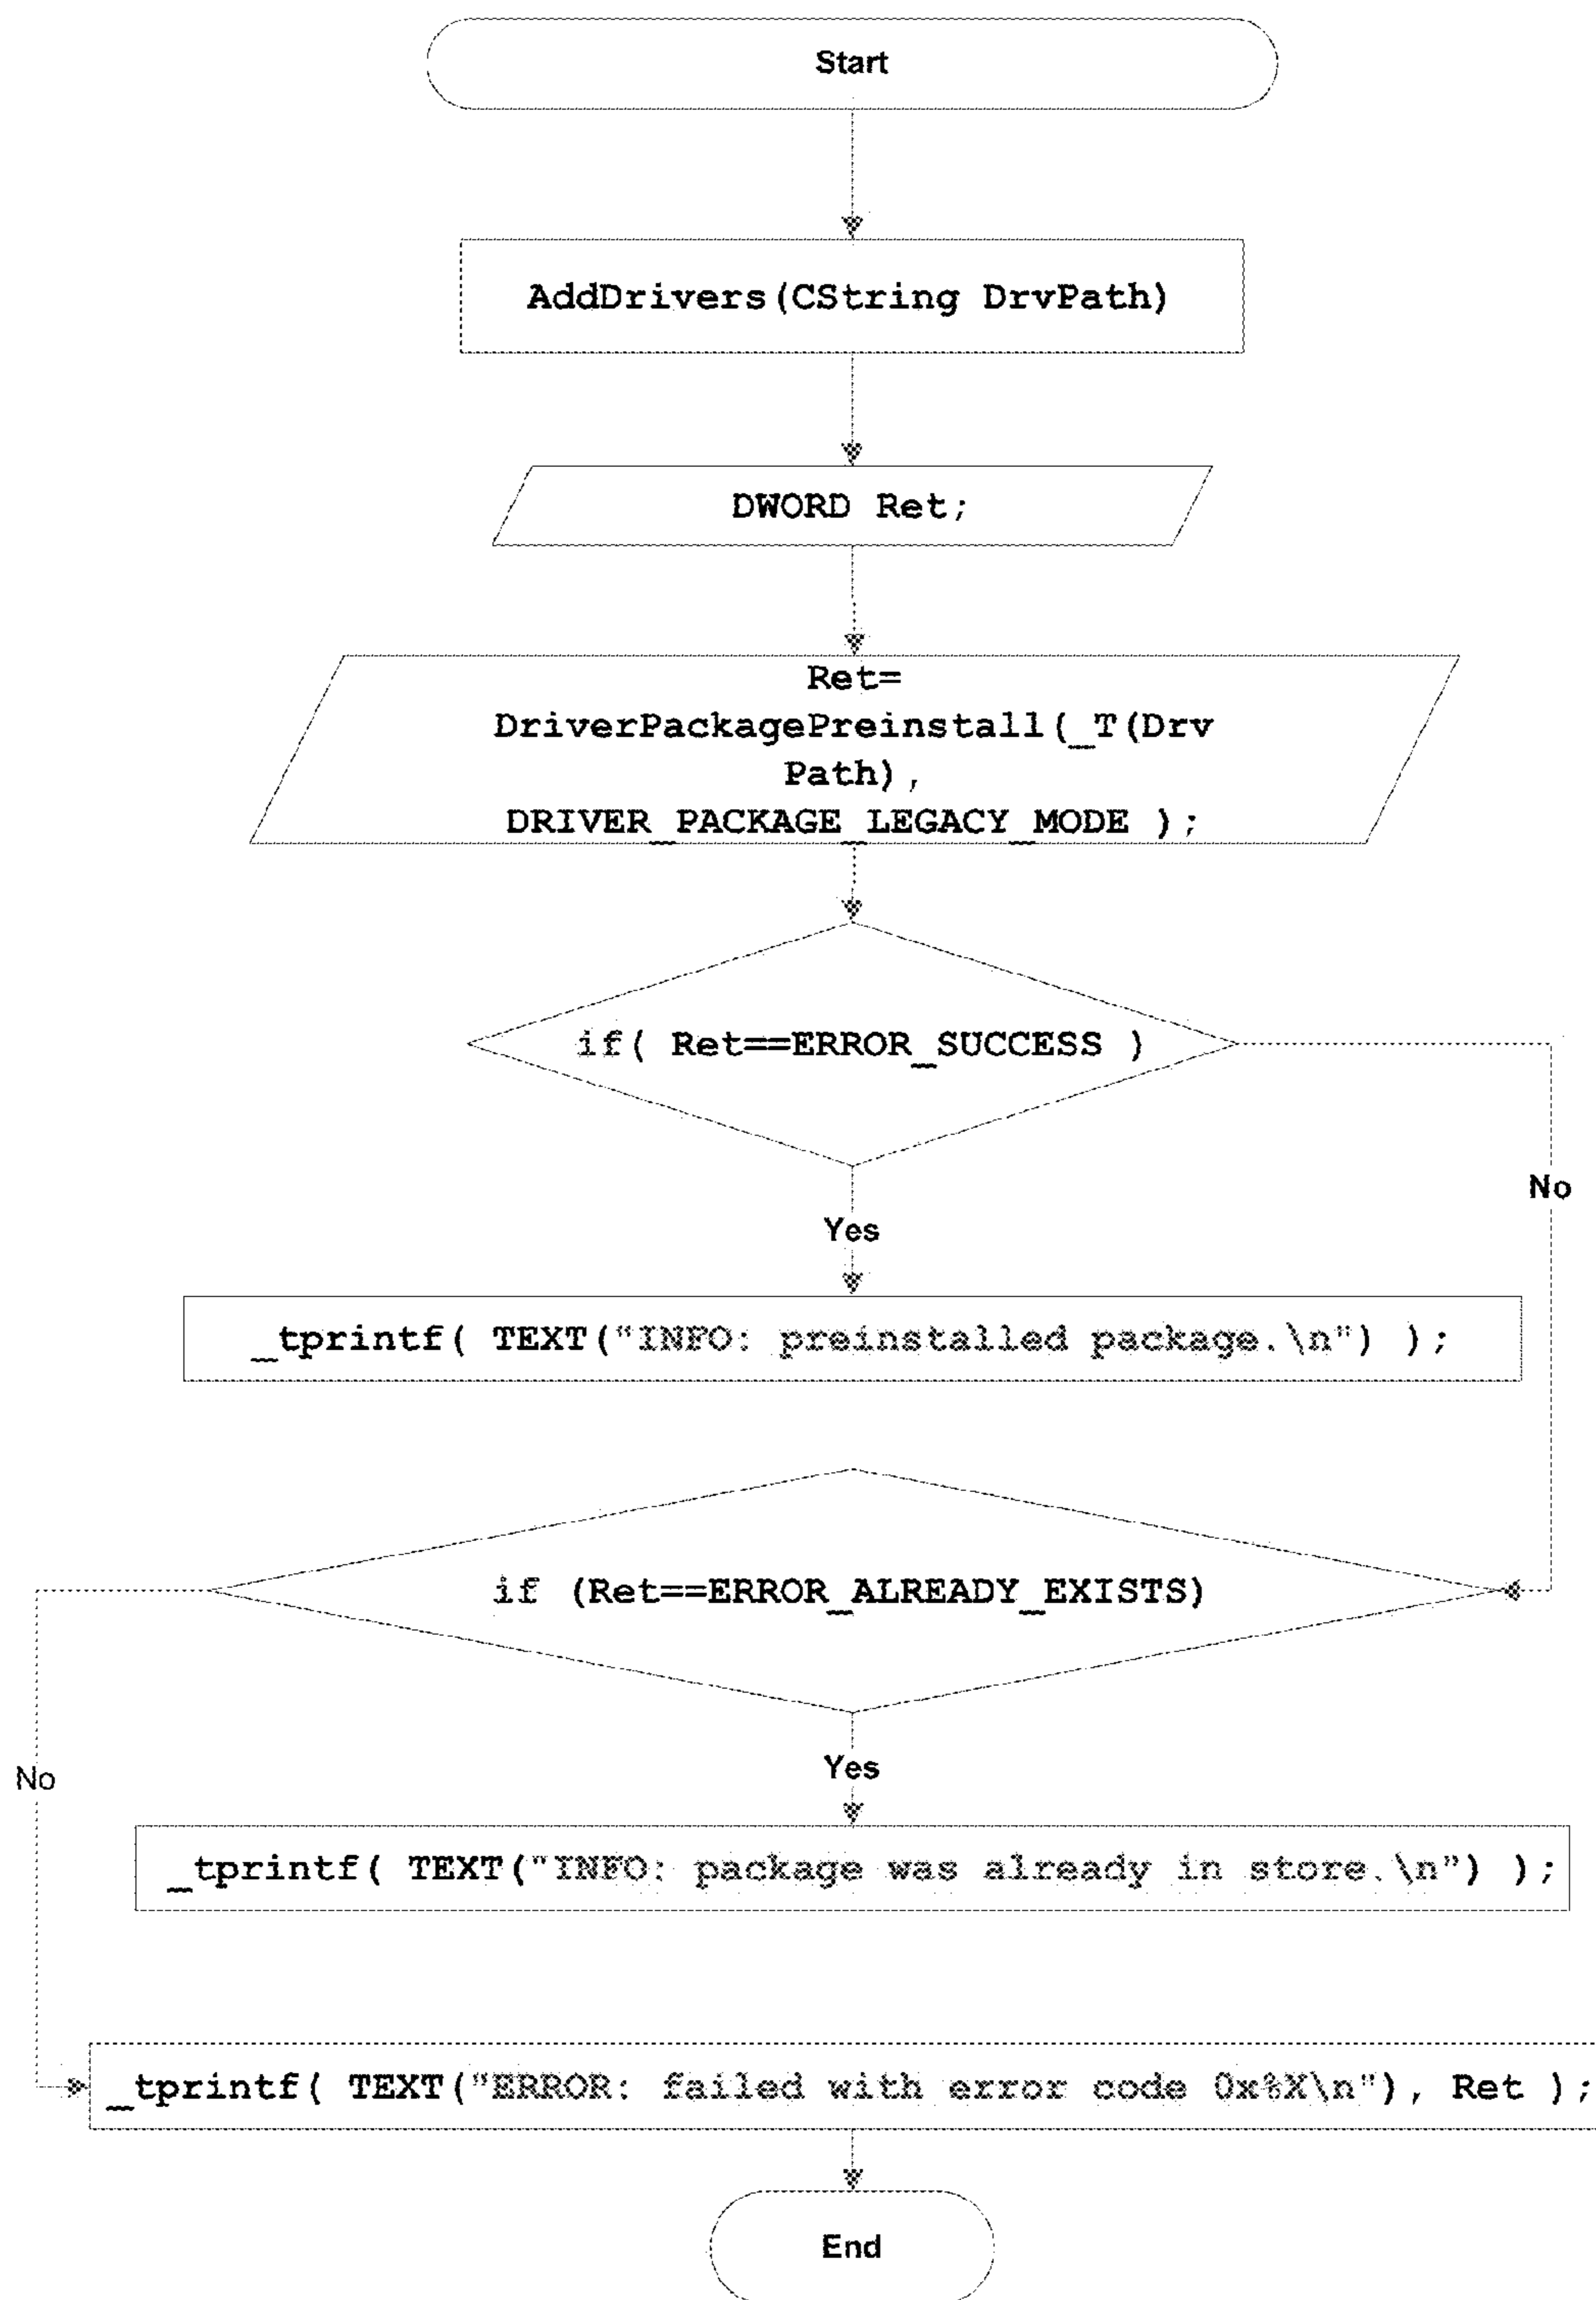 Start
AddDrivers(CString DrvPath)
DWORD Ret;
Ret=
DriverPackagePreinstall(_T(Drv
Path),
DRIVER_PACKAGE_LEGACY_MODE );
if( Ret==ERROR_SUCCESS )
No
Yes
_tprintf( TEXT("INFO: preinstalled package.\n") );
if (Ret==ERROR_ALREADY_EXISTS)
Yes
No
_tprintf( TEXT("INFO: package was already in store.\n") );
_tprintf( TEXT("ERROR: failed with error code 0x%X\n"), Ret );
End